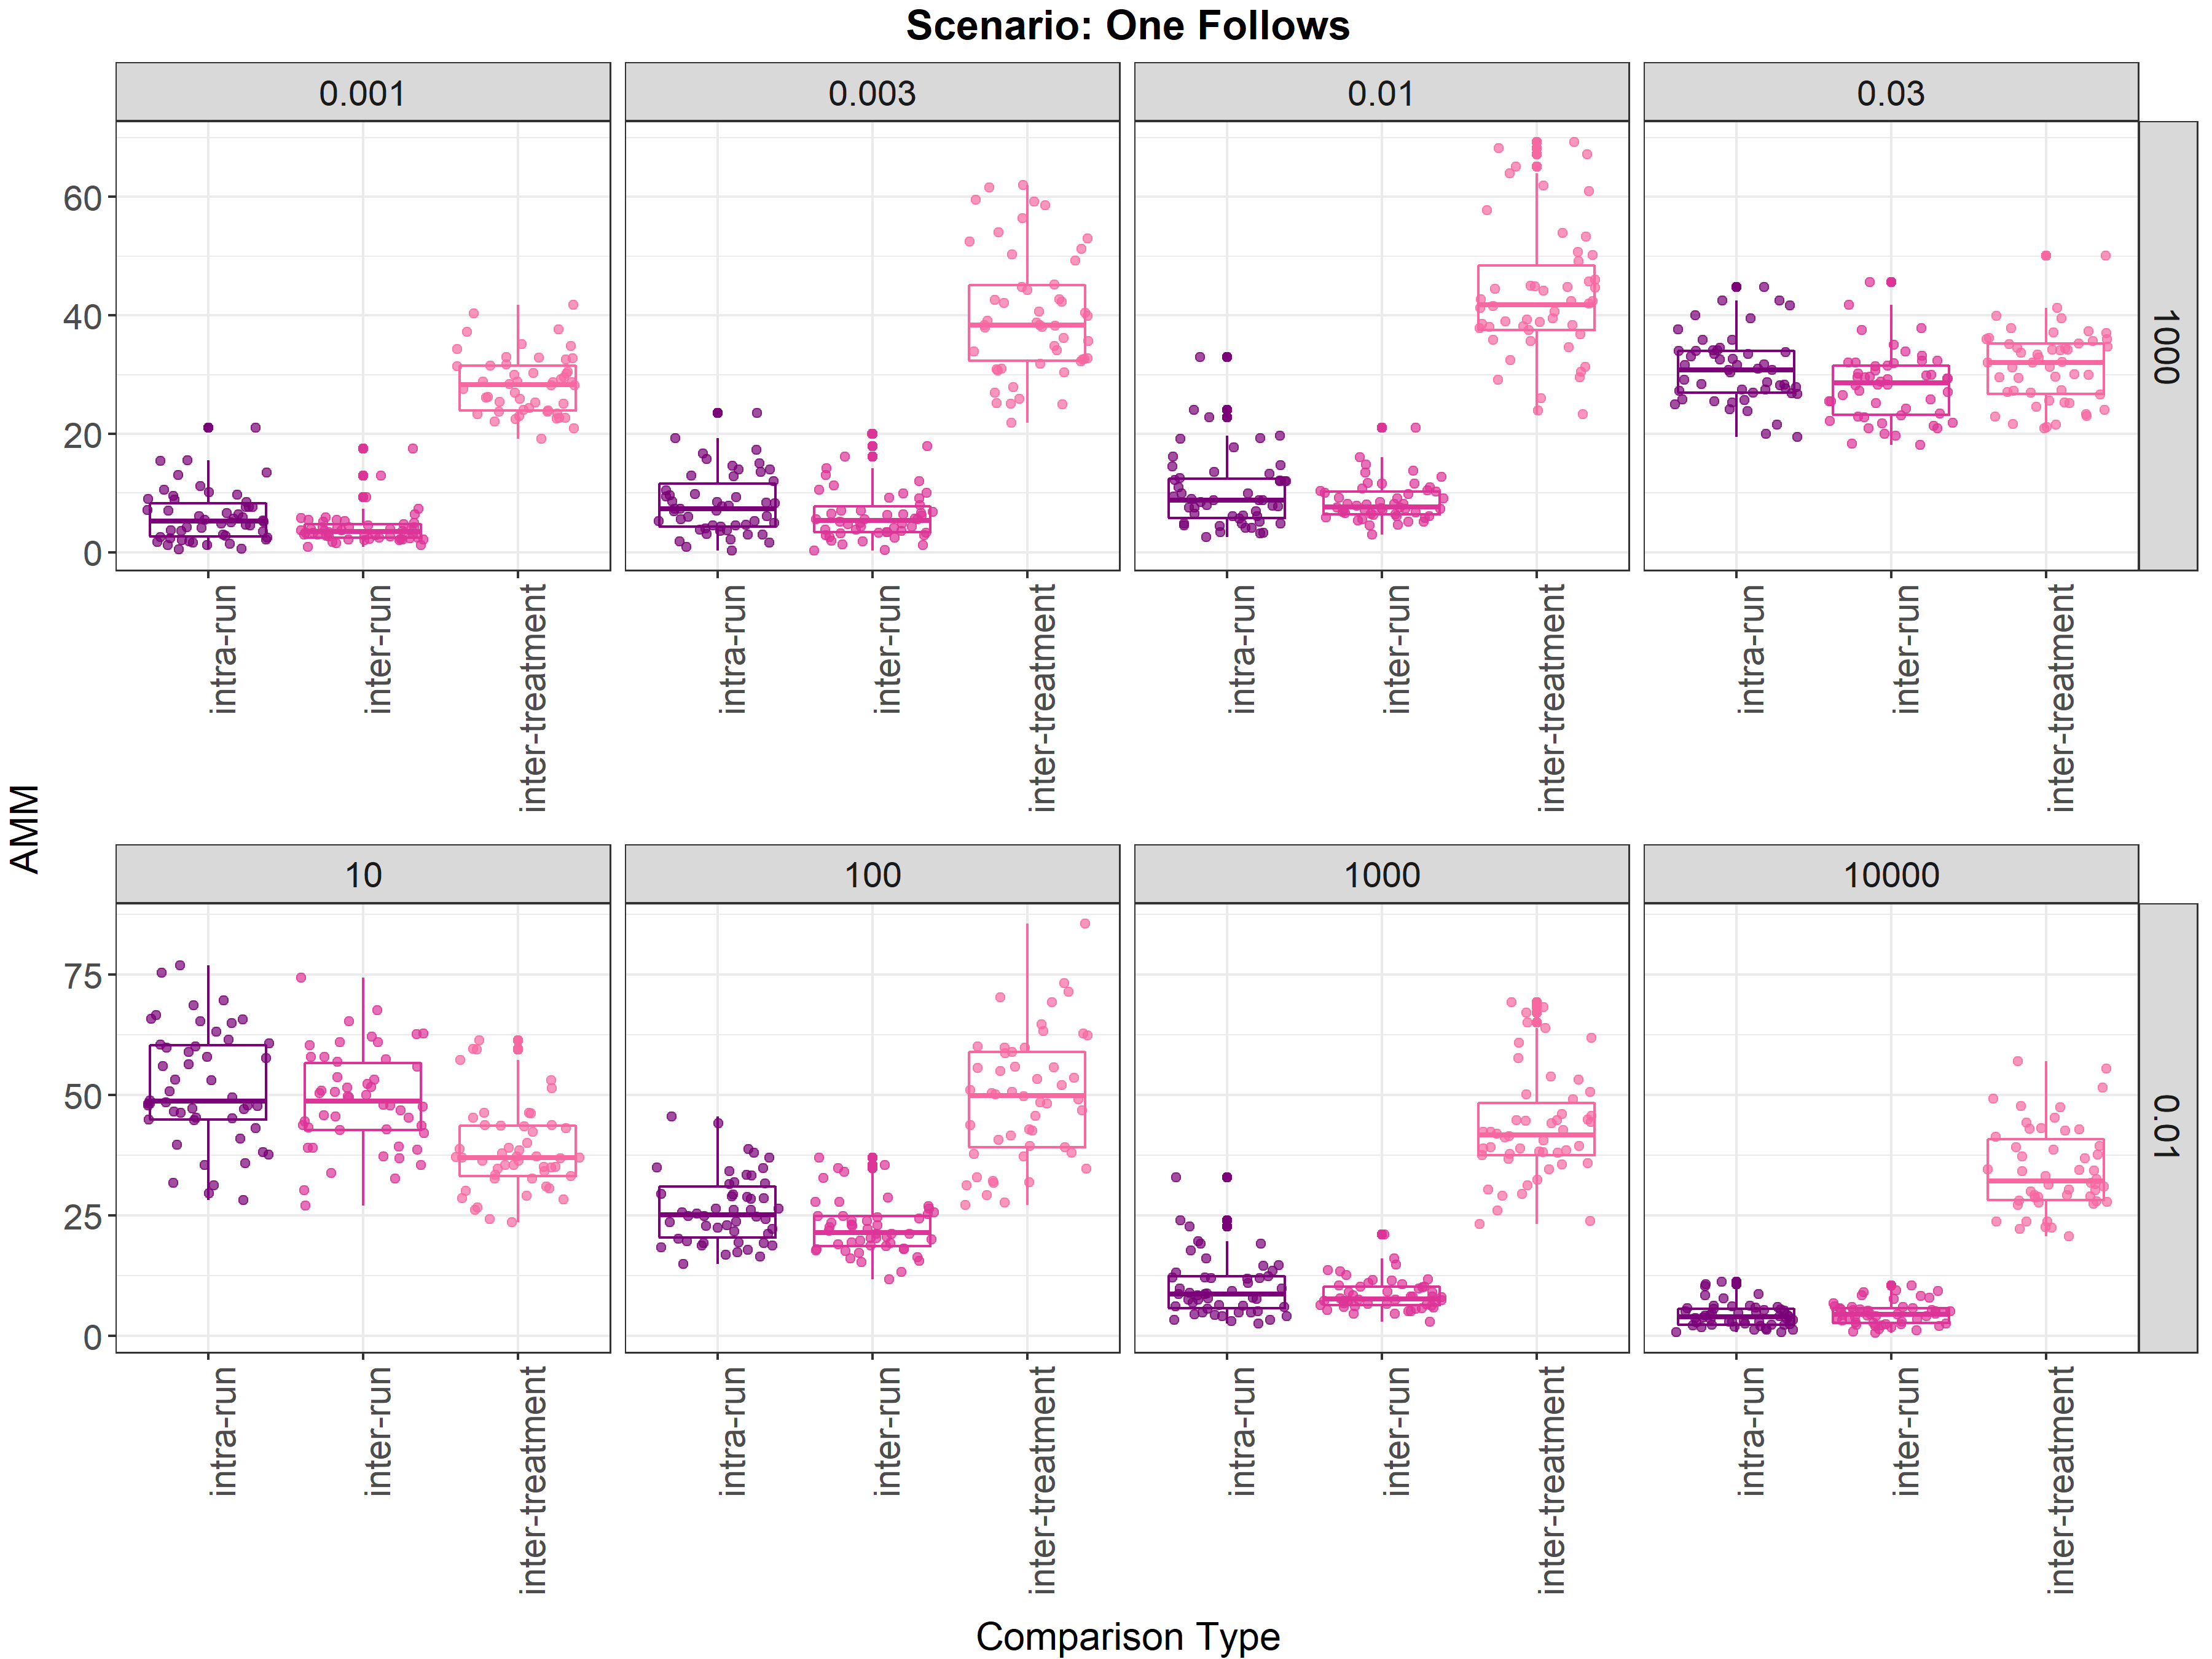 Scenario: One Follows
0.001 0.003 0.01 0.03
1000
60
40
20
0
intra-run inter-run inter-treatment intra-run inter-run inter-treatment intra-run inter-run inter-treatment intra-run inter-run inter-treatment
AMM
10 100 1000 10000
0.01
75
50
25
0
intra-run inter-run inter-treatment intra-run inter-run inter-treatment intra-run inter-run inter-treatment intra-run inter-run inter-treatment
Comparison Type